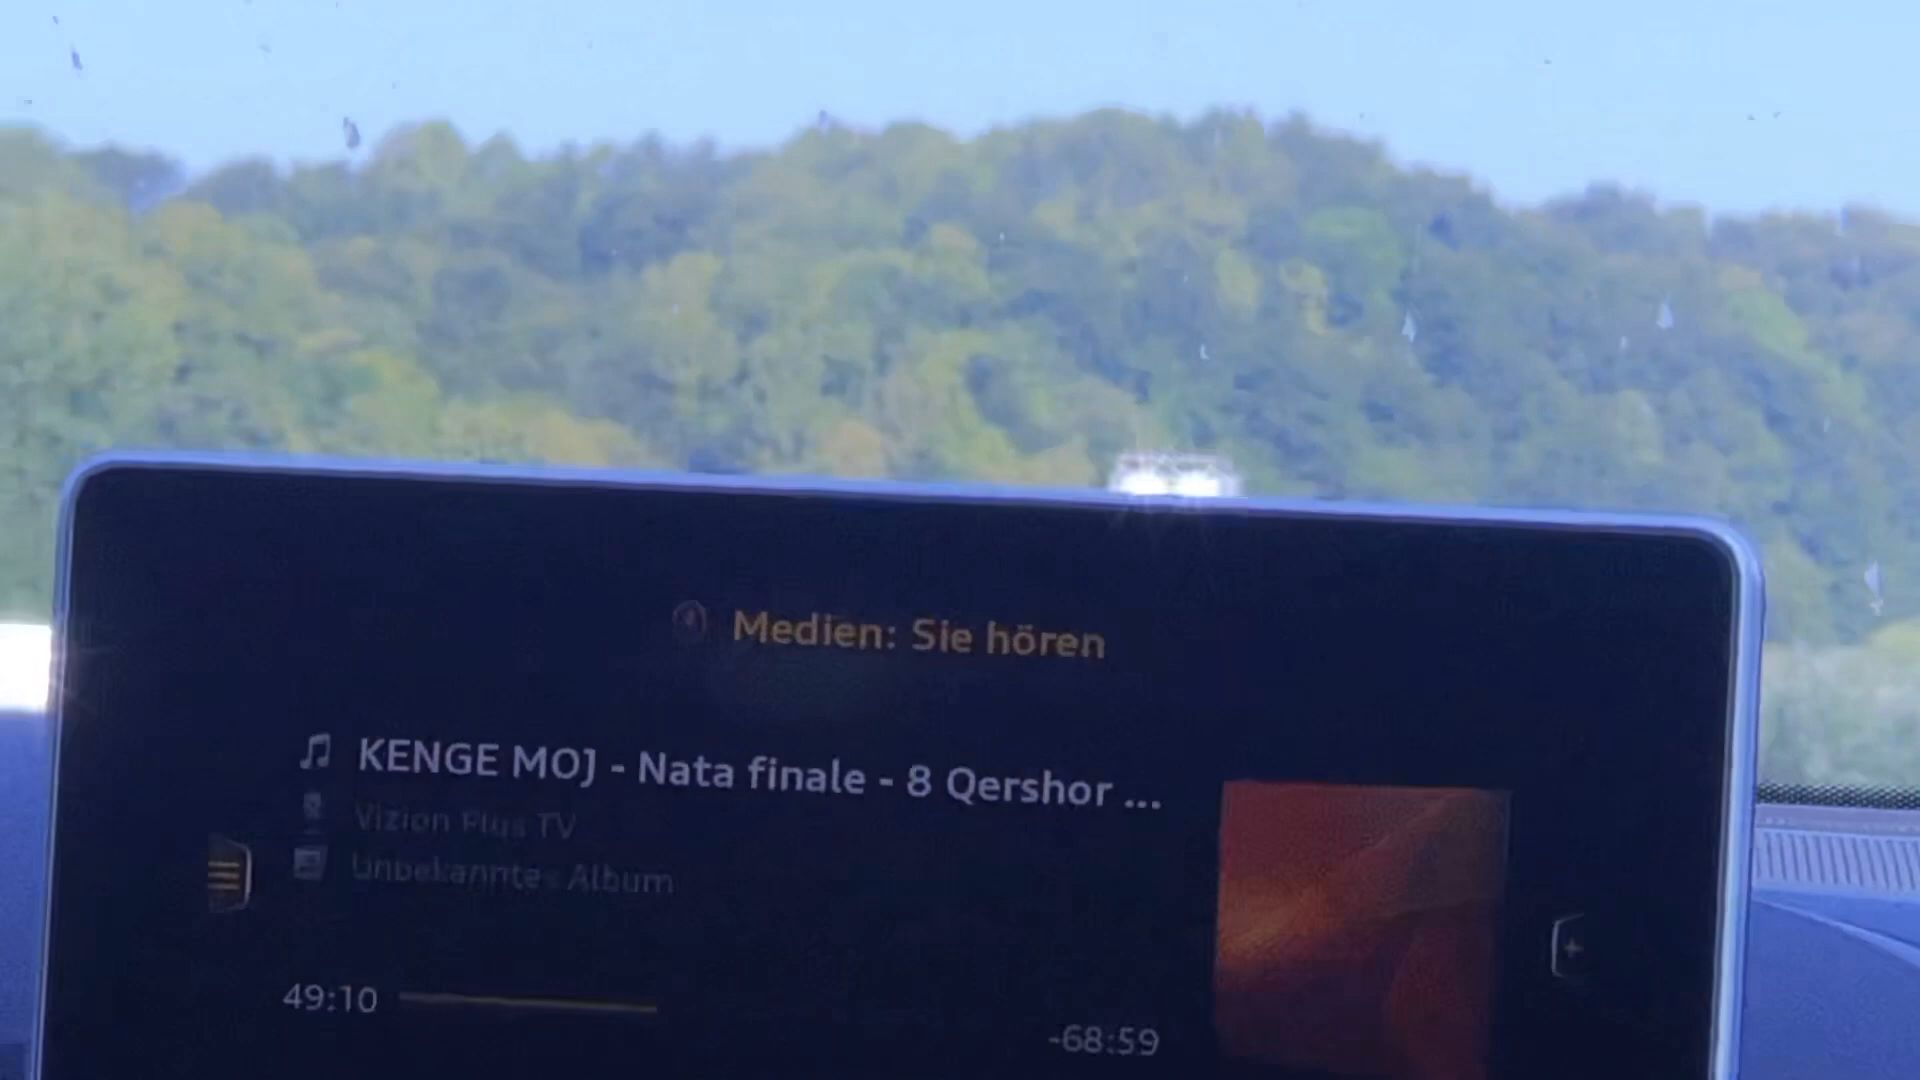 Medien: Sie hören
KENGE MOJ - Nata finale - 8 Qershor ...
Vizion Plus TV
Unbekanntes Album
49:10
-68:59